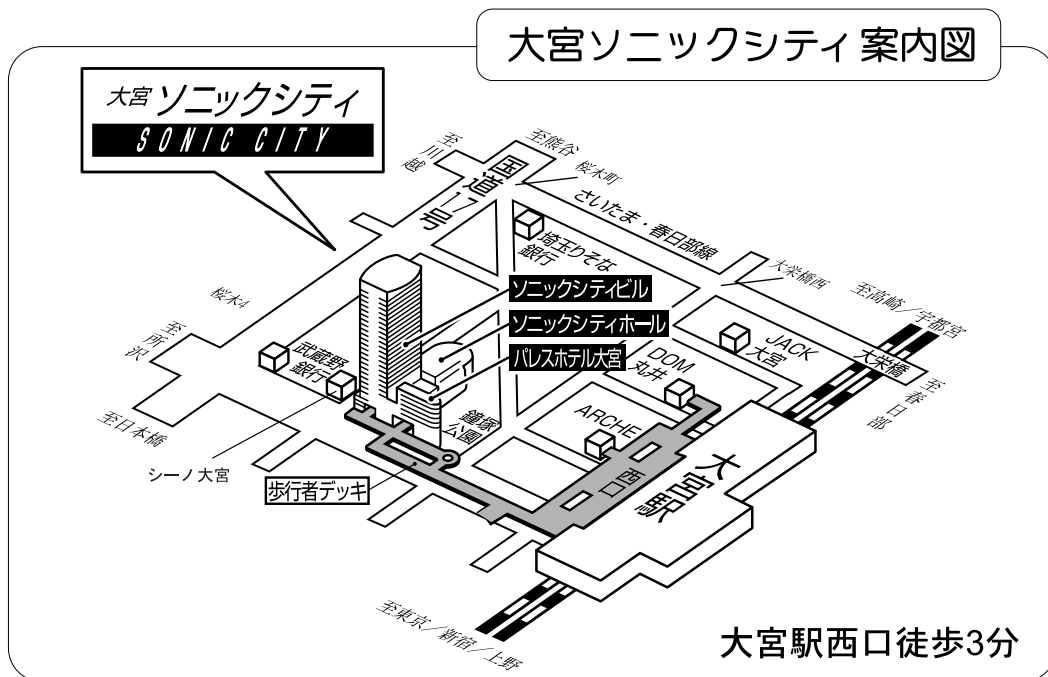 大宮ソニックシティ案内図
大宮 ソニックシティ
SONIC CITY
至川越
至熊谷
桜木町
国道17号
さいたま・春日部線
埼玉りそな
銀行
大栄橋西
至高崎/宇都宮
桜木4
至所沢
ソニックシティビル
ソニックシティホール
パレスホテル大宮
武蔵野
銀行
DOM
丸井
JACK
大宮
大栄橋
至春日部
至日本橋
鐘塚
公園
ARCHE
シーノ大宮
歩行者デッキ
西口
大宮駅
至東京/新宿/上野
大宮駅西口徒歩3分